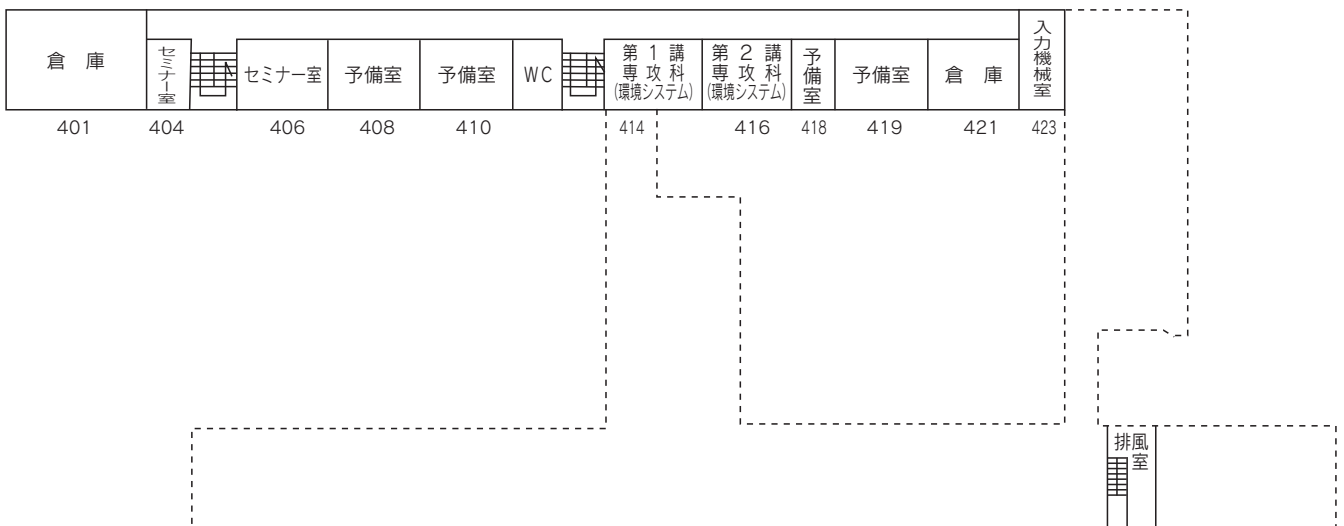 倉 庫
セミナー室
セミナー室
予備室
予備室
WC
第 1 講
専 攻 科
(環境システム)
第 2 講
専 攻 科
(環境システム)
予備室
予備室
倉 庫
入力機械室
401
404
406
408
410
414
416
418
419
421
423
排風室